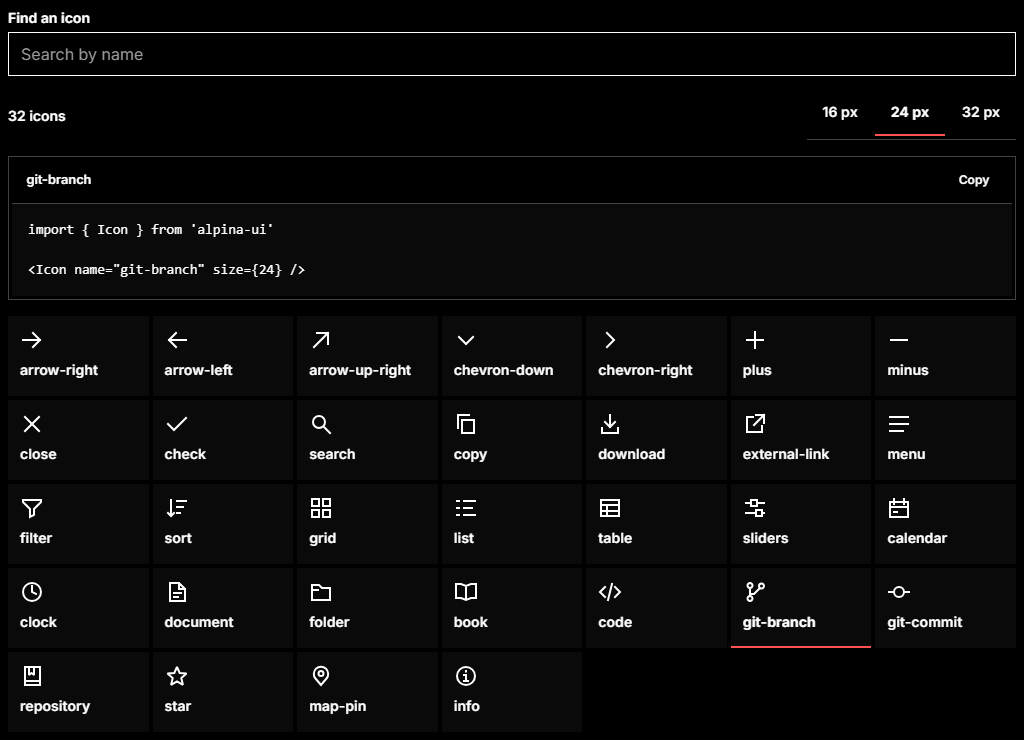 Find an icon
Search by name
32 icons
16 px 24 px 32 px
git-branch
Copy
import { Icon } from 'alpina-ui'
<Icon name="git-branch" size={24} />
arrow-right arrow-left arrow-up-right chevron-down chevron-right plus minus
close check search copy download external-link menu
filter sort grid list table sliders calendar
clock document folder book code git-branch git-commit
repository star map-pin info